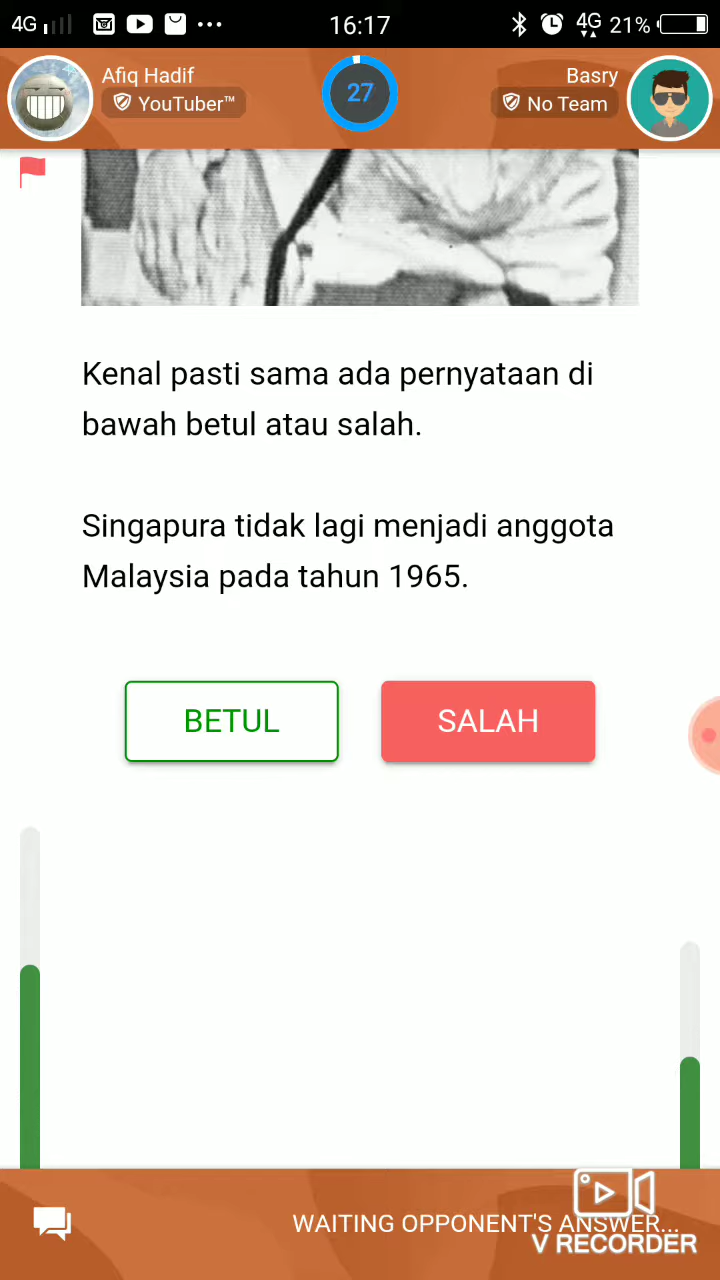 4G 16:17 4G 21%
Afiq Hadif
YouTuber™
27
Basry
No Team
Kenal pasti sama ada pernyataan di
bawah betul atau salah.
Singapura tidak lagi menjadi anggota
Malaysia pada tahun 1965.
BETUL SALAH
WAITING OPPONENT'S ANSWER...
V RECORDER